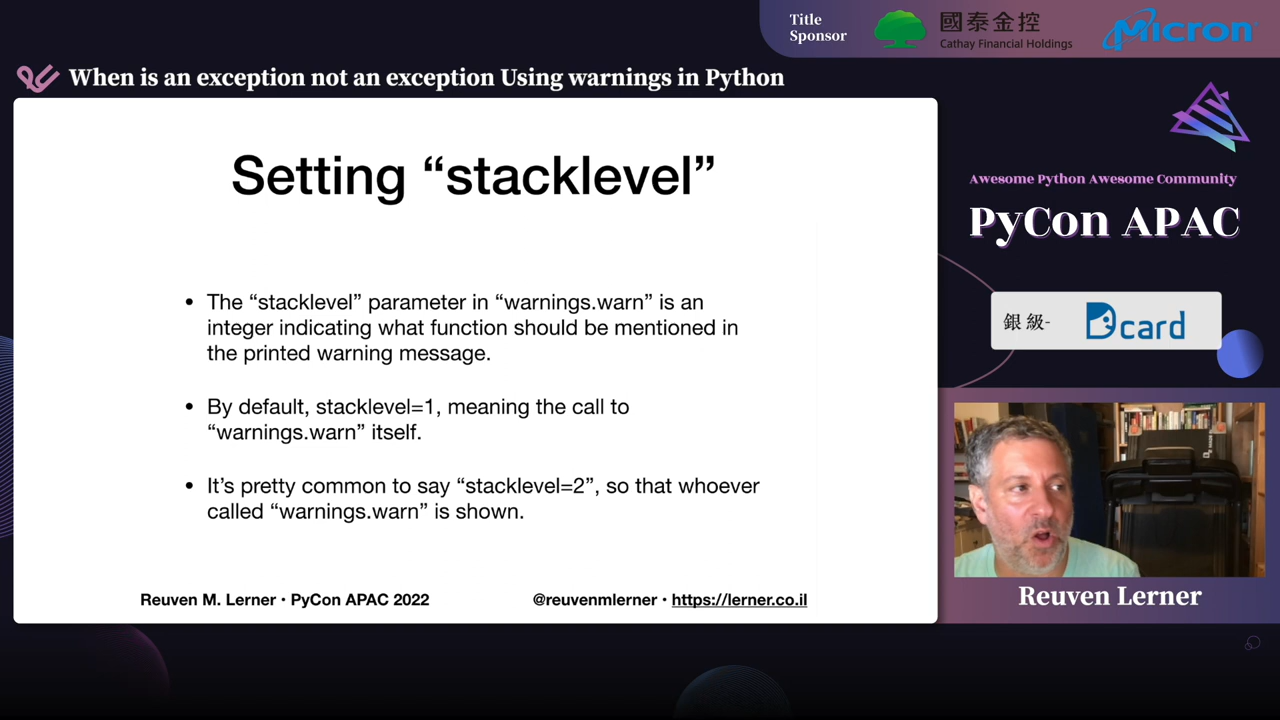 Title
Sponsor
國泰金控
Cathay Financial Holdings
Micron
When is an exception not an exception Using warnings in Python
Setting “stacklevel”
• The “stacklevel” parameter in “warnings.warn” is an
integer indicating what function should be mentioned in
the printed warning message.
• By default, stacklevel=1, meaning the call to
“warnings.warn” itself.
• It’s pretty common to say “stacklevel=2”, so that whoever
called “warnings.warn” is shown.
Reuven M. Lerner • PyCon APAC 2022
@reuvenmlerner • https://lerner.co.il
Awesome Python Awesome Community
PyCon APAC
銀級-
Dcard
Reuven Lerner